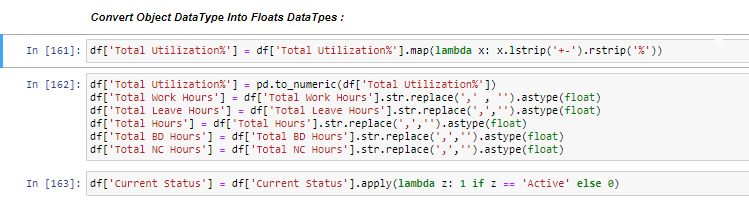 Convert Object DataType Into Floats DataTpes :
In [161]: df['Total Utilization%'] = df['Total Utilization%'].map(lambda x: x.lstrip('+-').rstrip('%'))
In [162]: df['Total Utilization%'] = pd.to_numeric(df['Total Utilization%'])
df['Total Work Hours'] = df['Total Work Hours'].str.replace(',' , '').astype(float)
df['Total Leave Hours'] = df['Total Leave Hours'].str.replace(',','').astype(float)
df['Total Hours'] = df['Total Hours'].str.replace(',','').astype(float)
df['Total BD Hours'] = df['Total BD Hours'].str.replace(',','').astype(float)
df['Total NC Hours'] = df['Total NC Hours'].str.replace(',','').astype(float)
In [163]: df['Current Status'] = df['Current Status'].apply(lambda z: 1 if z == 'Active' else 0)